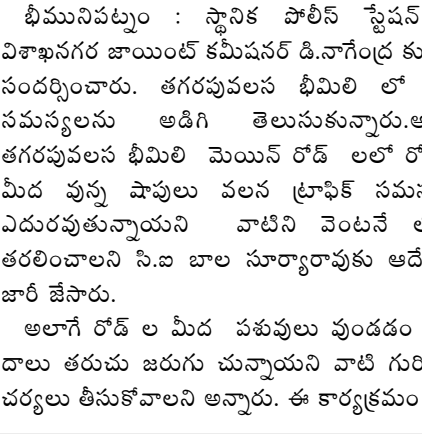 భీమునిపట్నం : స్థానిక పోలీస్ స్టేషన్
విశాఖనగర జాయింట్ కమీషనర్ డి.నాగేంద్ర కు
సందర్శించారు. తగరపువలస భీమిలి లో
సమస్యలను అడిగి తెలుసుకున్నారు.ఆ
తగరపువలస భీమిలి మెయిన్ రోడ్ లలో రో
మీద వున్న షాపులు వలన ట్రాఫిక్ సమస
ఎదురవుతున్నాయని వాటిని వెంటనే
తరలించాలని సి.ఐ బాల సూర్యారావుకు ఆదే
జారీ జేసారు.
అలాగే రోడ్ ల మీద పశువులు వుండడం
దాలు తరుచు జరుగు చున్నాయని వాటి గురి
చర్యలు తీసుకోవాలని అన్నారు. ఈ కార్యక్రమం